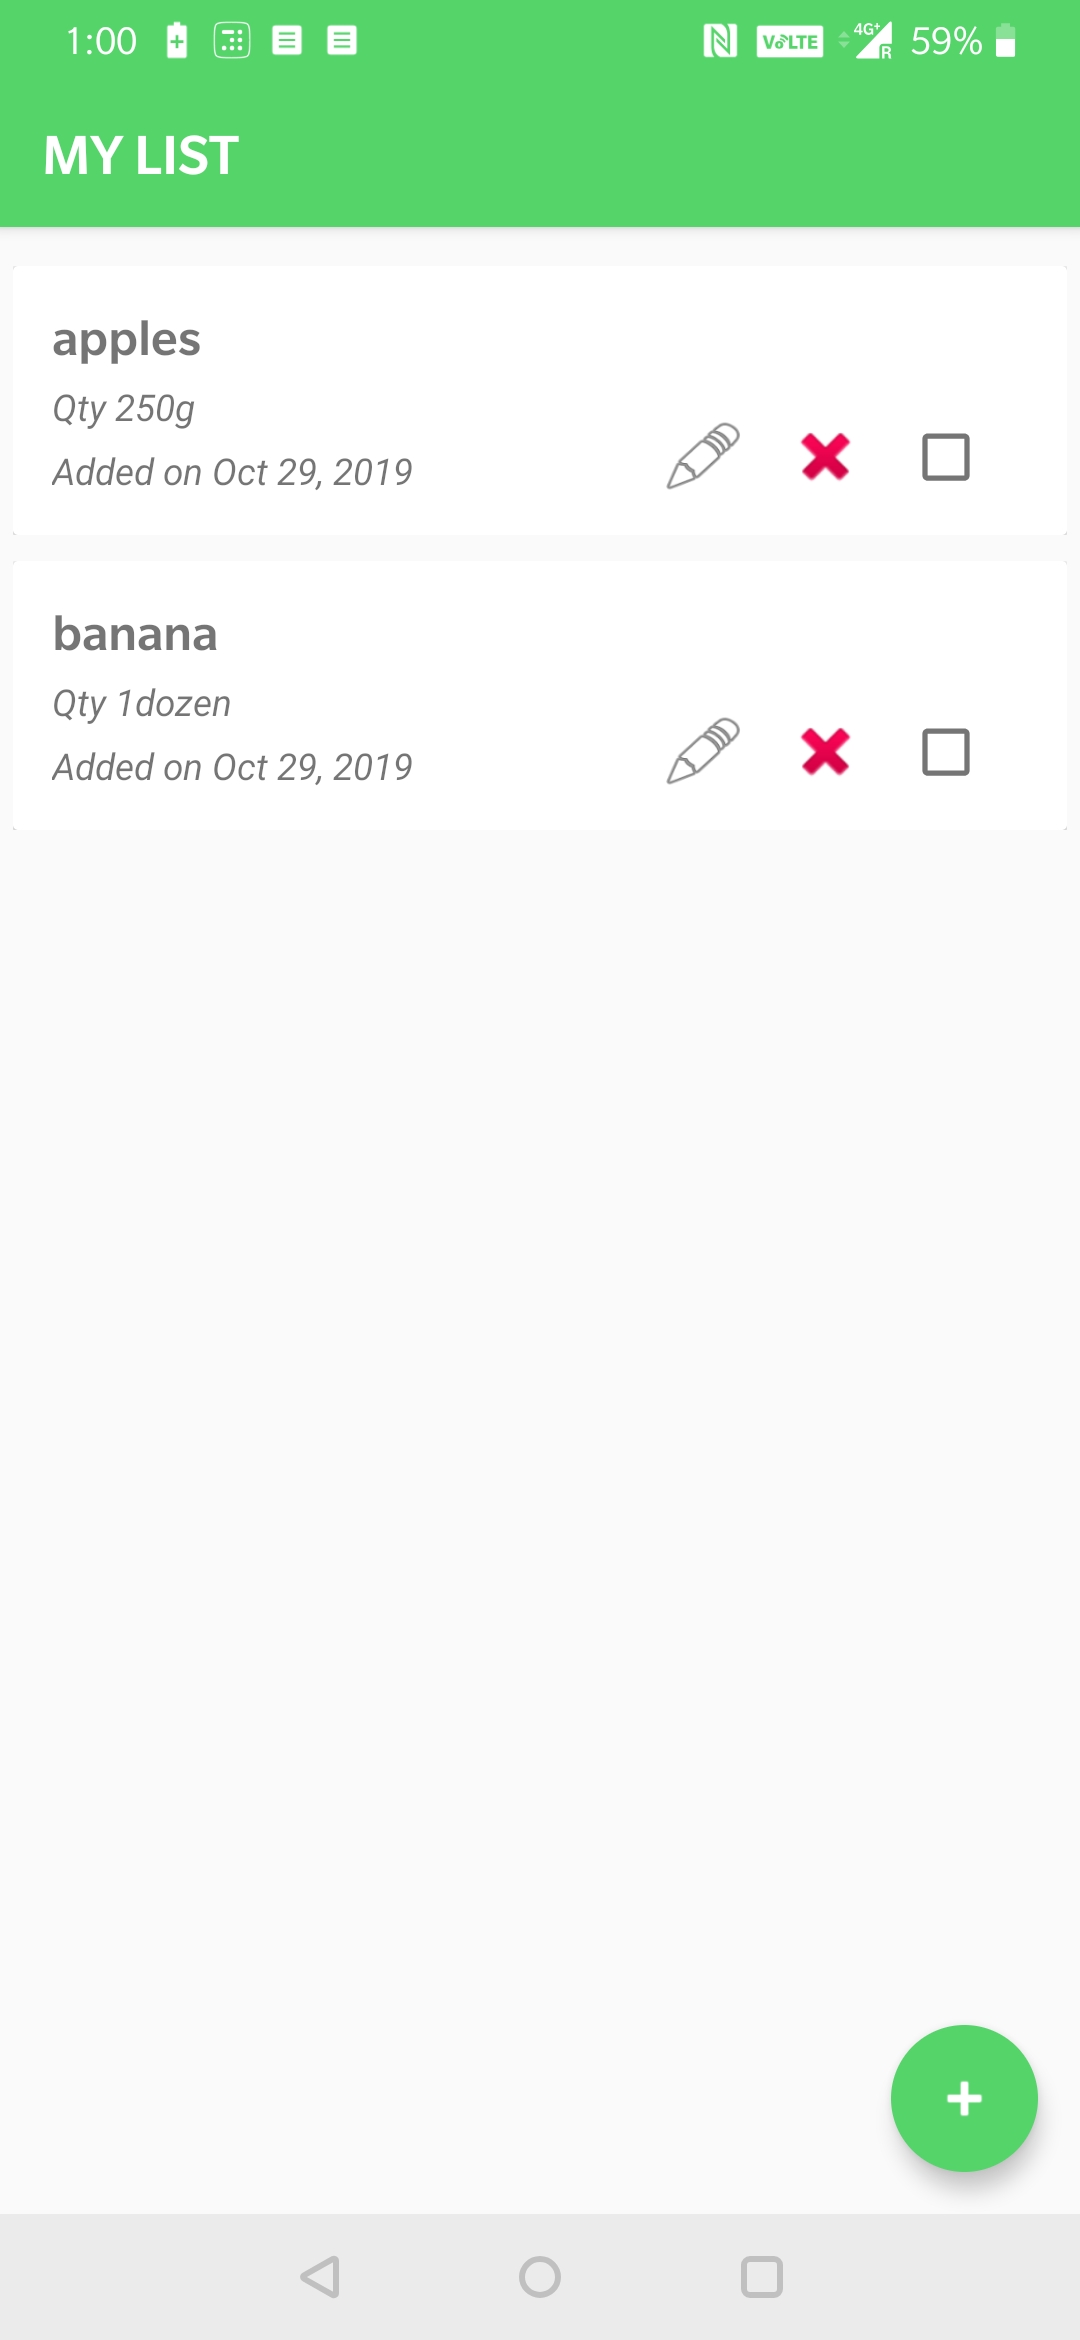 1:00 VoLTE 4G+ R 59%
MY LIST
apples
Qty 250g
Added on Oct 29, 2019
banana
Qty 1dozen
Added on Oct 29, 2019